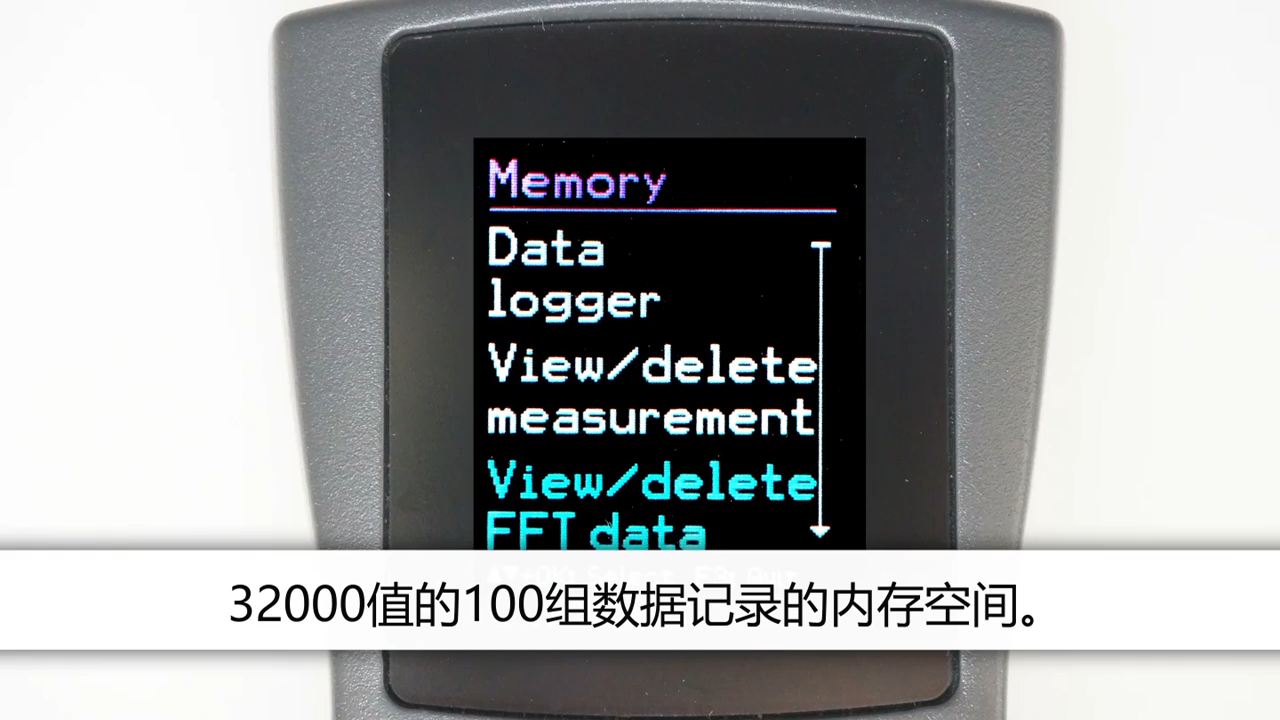 Memory
Data
logger
View/delete
measurement
View/delete
FFT data
32000值的100组数据记录的内存空间。